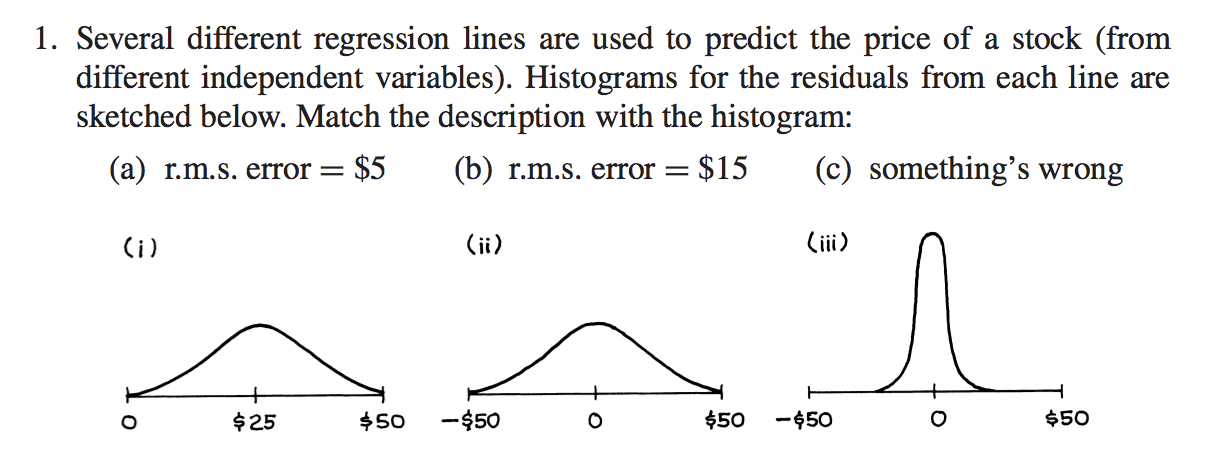 1. Several different regression lines are used to predict the price of a stock (from
different independent variables). Histograms for the residuals from each line are
sketched below. Match the description with the histogram:
(a) r.m.s. error = $5 (b) r.m.s. error = $15 (c) something's wrong
(i) (ii) (iii)
0 $25 $50 −$50 0 $50 −$50 0 $50